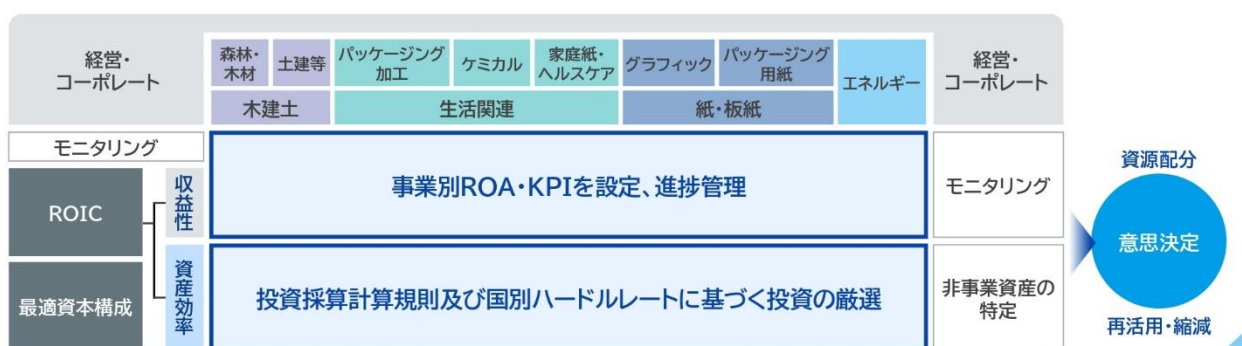 経営・
コーポレート
森林・
木材
土建等
パッケージング
加工
ケミカル
家庭紙・
ヘルスケア
グラフィック
パッケージング
用紙
エネルギー
経営・
コーポレート
木建土
生活関連
紙・板紙
モニタリング
ROIC
最適資本構成
収益性
資産効率
事業別ROA・KPIを設定、進捗管理
投資採算計算規則及び国別ハードルレートに基づく投資の厳選
モニタリング
非事業資産の
特定
資源配分
意思決定
再活用・縮減